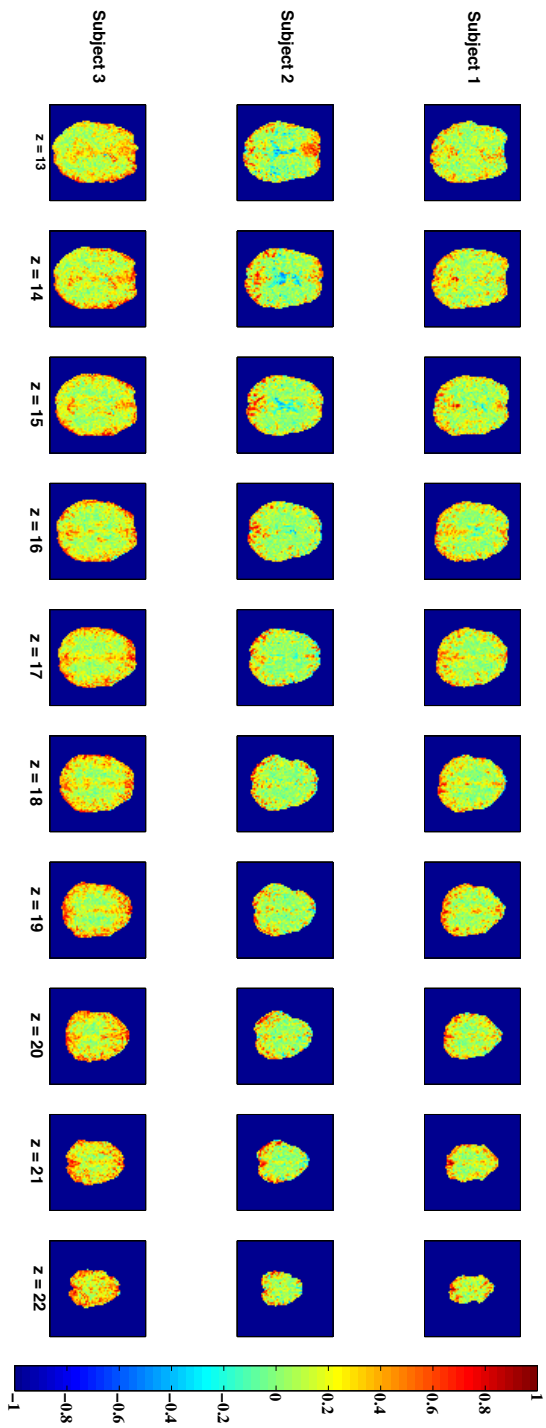 Subject 1
Subject 2
Subject 3
z = 13
z = 14
z = 15
z = 16
z = 17
z = 18
z = 19
z = 20
z = 21
z = 22
1
0.8
0.6
0.4
0.2
0
−0.2
−0.4
−0.6
−0.8
−1